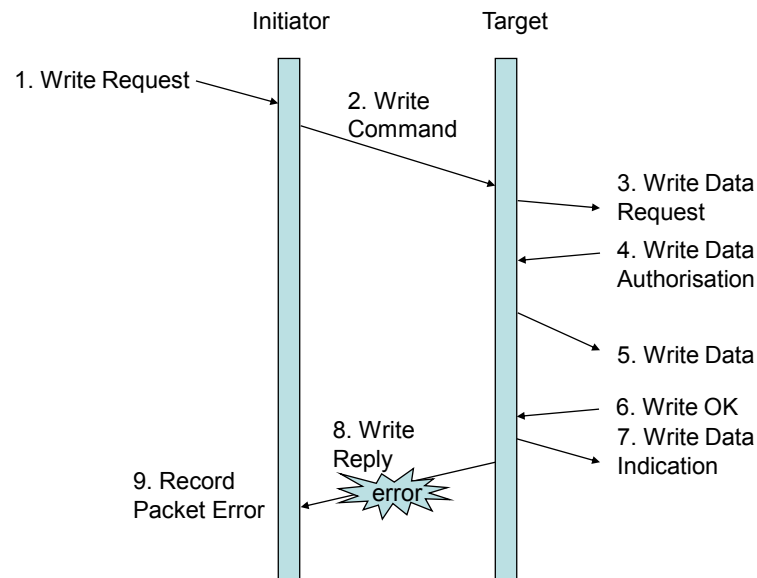 Initiator
Target
1. Write Request
2. Write
Command
3. Write Data
Request
4. Write Data
Authorisation
5. Write Data
6. Write OK
7. Write Data
Indication
8. Write
Reply
error
9. Record
Packet Error